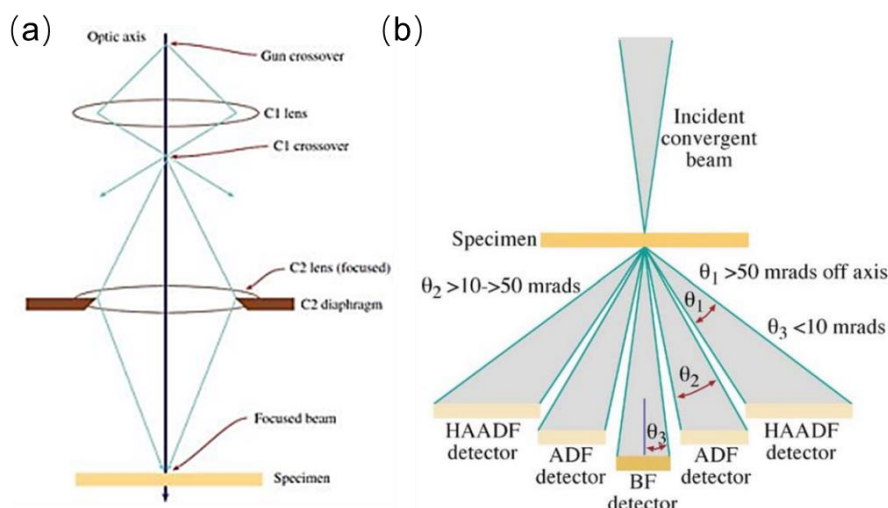 (a)
Optic axis
Gun crossover
C1 lens
C1 crossover
C2 lens (focused)
C2 diaphragm
Focused beam
Specimen
(b)
Incident
convergent
beam
Specimen
θ2 >10->50 mrads
θ1 >50 mrads off axis
θ1
θ3 <10 mrads
θ2
θ3
HAADF
detector
ADF
detector
BF
detector
ADF
detector
HAADF
detector